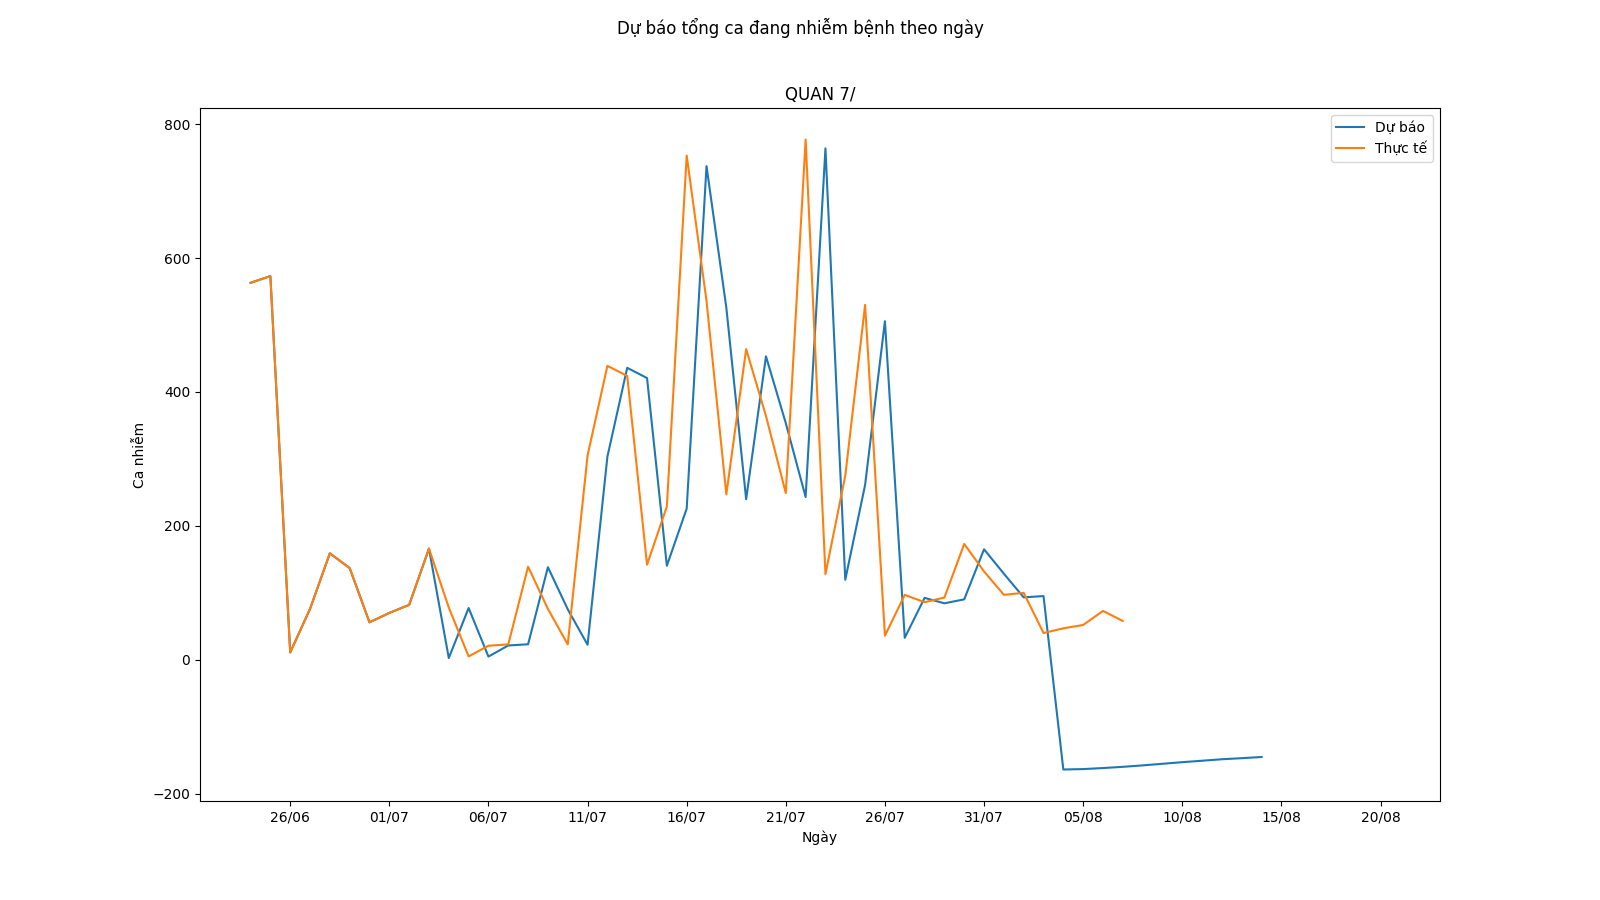 Dự báo tổng ca đang nhiễm bệnh theo ngày
QUAN 7/
Dự báo
Thực tế
800
600
400
200
0
−200
Ca nhiễm
26/06 01/07 06/07 11/07 16/07 21/07 26/07 31/07 05/08 10/08 15/08 20/08
Ngày